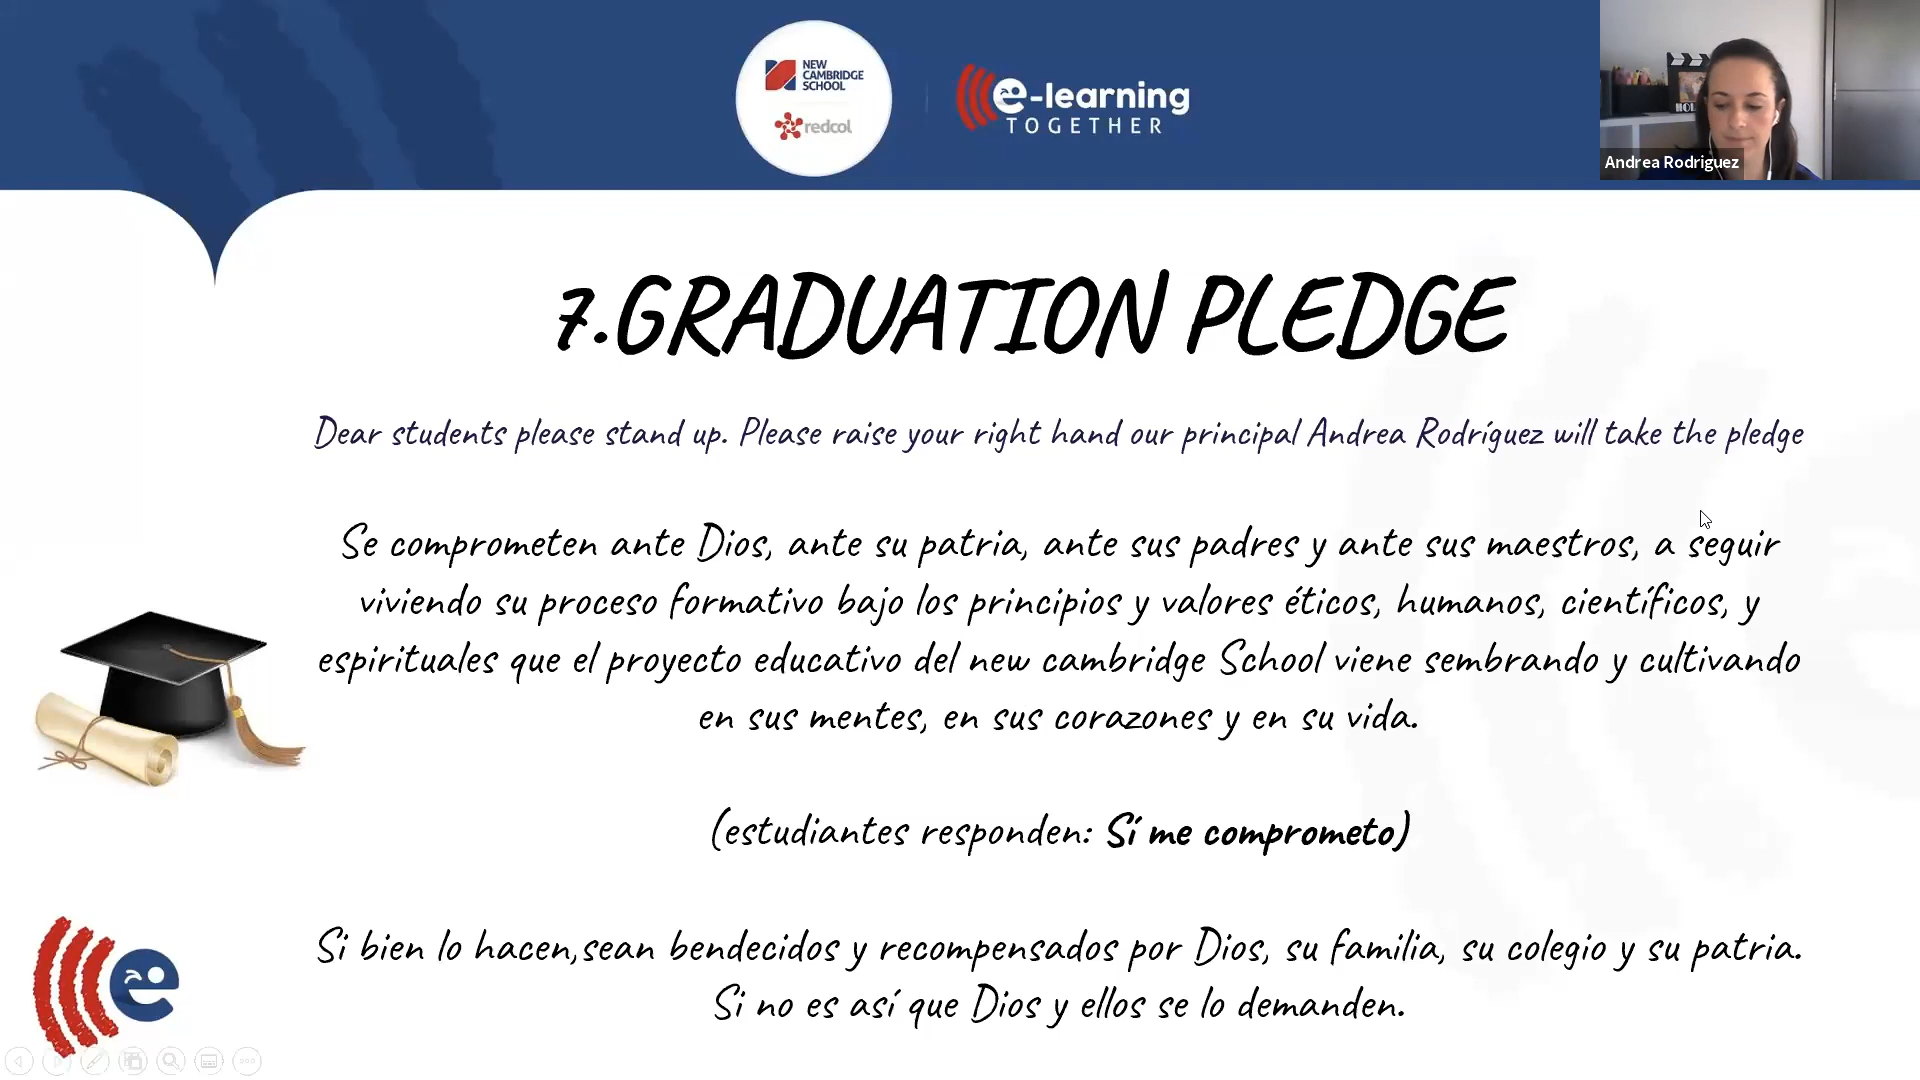 NEW
CAMBRIDGE
SCHOOL
redcol
e-learning
TOGETHER
Andrea Rodriguez
7.GRADUATION PLEDGE
Dear students please stand up. Please raise your right hand our principal Andrea Rodríguez will take the pledge
Se comprometen ante Dios, ante su patria, ante sus padres y ante sus maestros, a seguir
viviendo su proceso formativo bajo los principios y valores éticos, humanos, científicos, y
espirituales que el proyecto educativo del new cambridge School viene sembrando y cultivando
en sus mentes, en sus corazones y en su vida.
(estudiantes responden: Sí me comprometo)
Si bien lo hacen,sean bendecidos y recompensados por Dios, su familia, su colegio y su patria.
Si no es así que Dios y ellos se lo demanden.
e